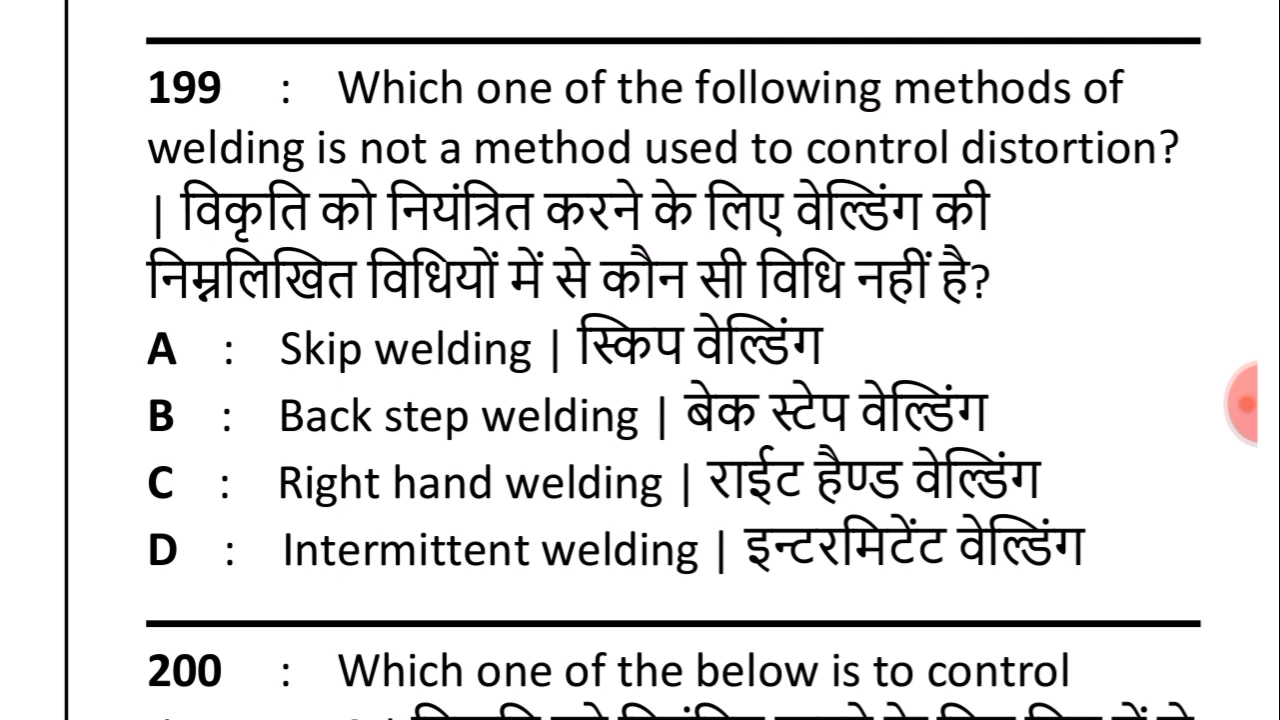 199 : Which one of the following methods of
welding is not a method used to control distortion?
| विकृति को नियंत्रित करने के लिए वेल्डिंग की
निम्नलिखित विधियों में से कौन सी विधि नहीं है?
A : Skip welding | स्किप वेल्डिंग
B : Back step welding | बेक स्टेप वेल्डिंग
C : Right hand welding | राईट हैण्ड वेल्डिंग
D : Intermittent welding | इन्टरमिटेंट वेल्डिंग
200 : Which one of the below is to control